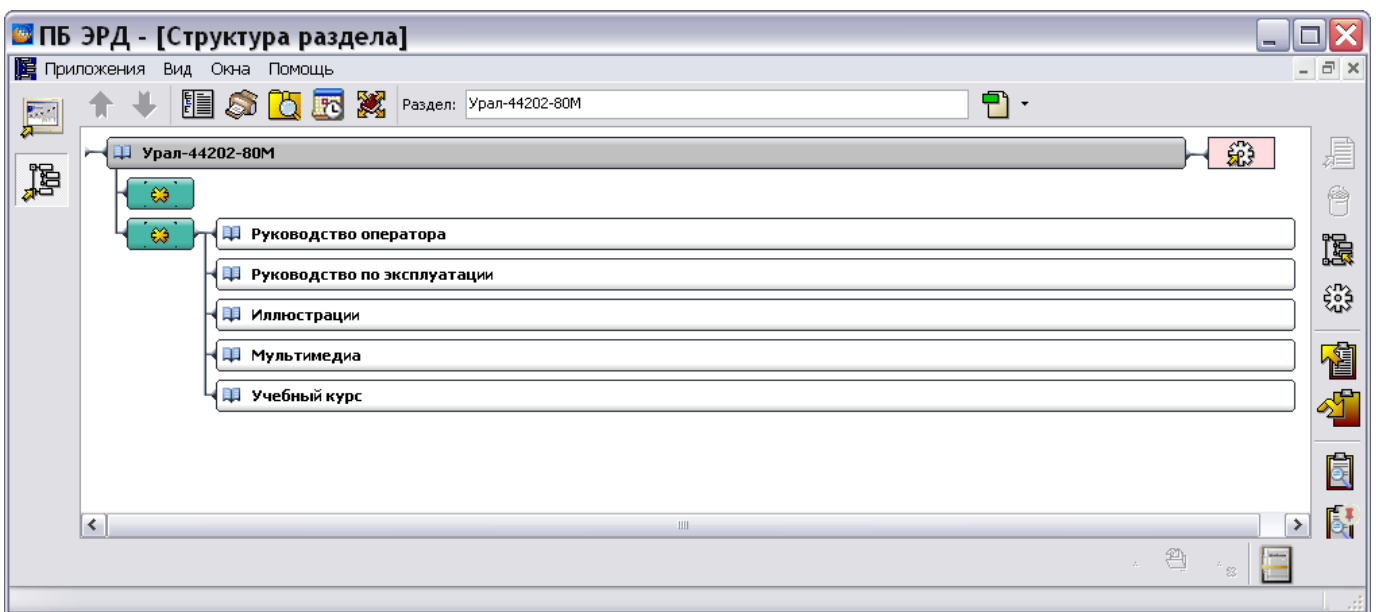 ПБ ЭРД - [Структура раздела]
Приложения Вид Окна Помощь
Раздел: Урал-44202-80М
Урал-44202-80М
Руководство оператора
Руководство по эксплуатации
Иллюстрации
Мультимедиа
Учебный курс